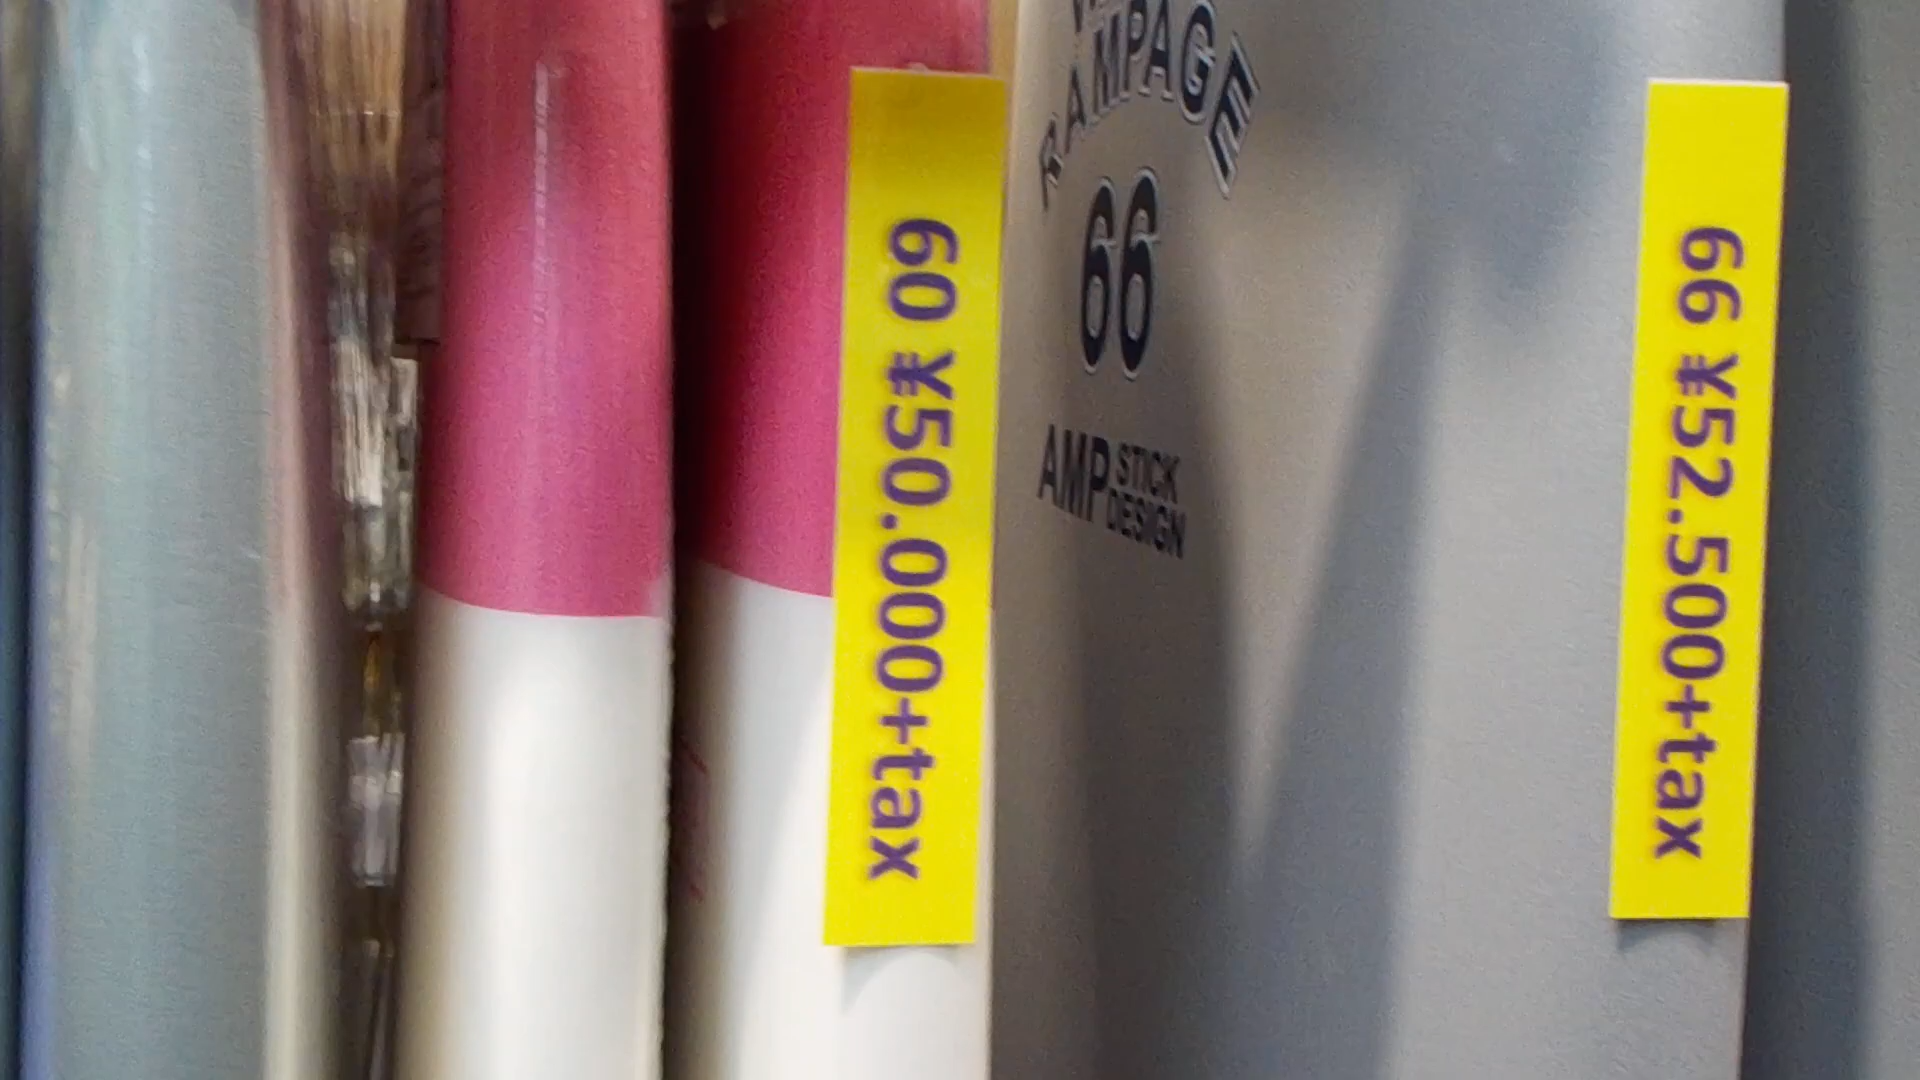 60 ¥50.000+tax
RAMPAGE
66
AMP STICK DESIGN
66 ¥52.500+tax